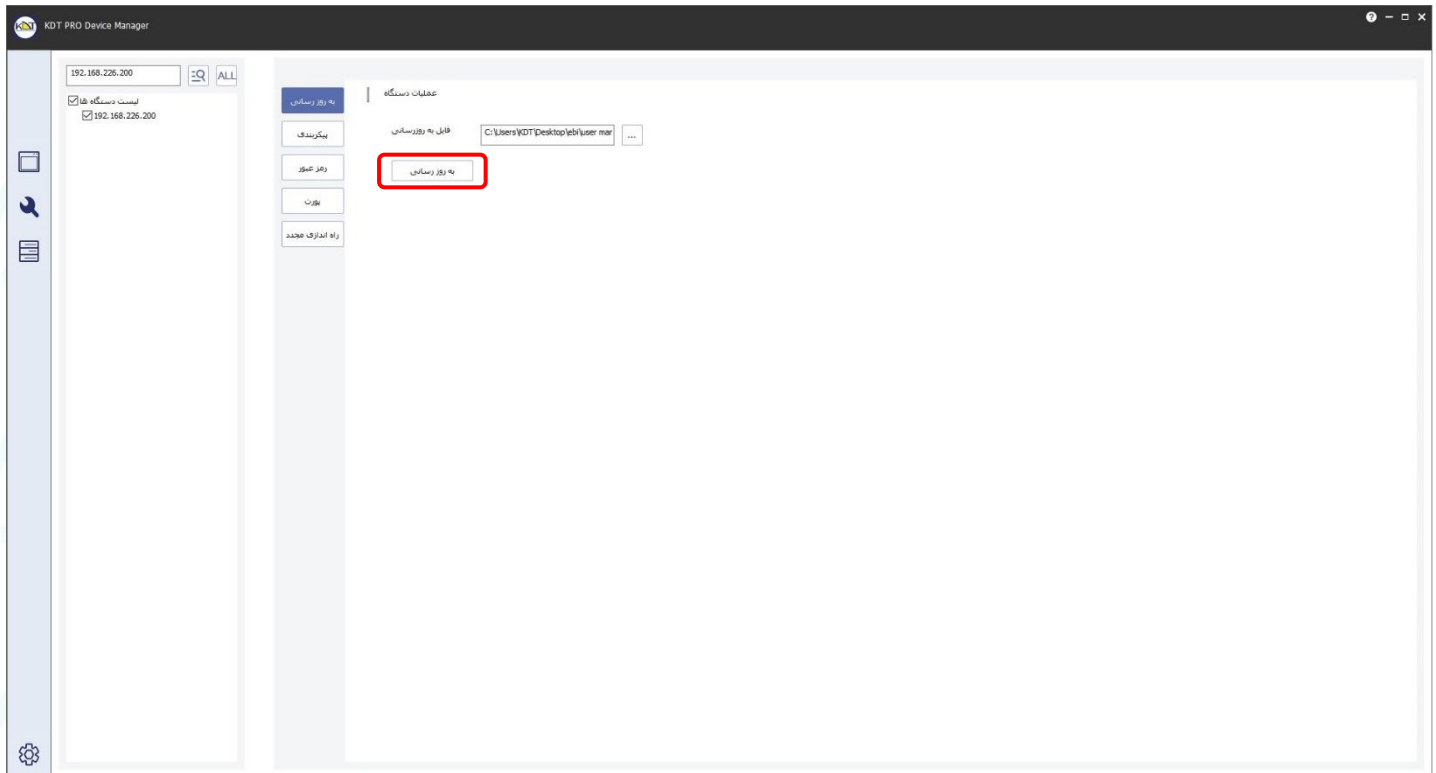 KDT
KDT PRO Device Manager
192.168.226.200
ALL
لیست دستگاه ها
192.168.226.200
به روز رسانی
پیکربندی
رمز عبور
پورت
راه اندازی مجدد
عملیات دستگاه
فایل به روزرسانی
C:\Users\KDT\Desktop\ebi\user mar
...
به روز رسانی